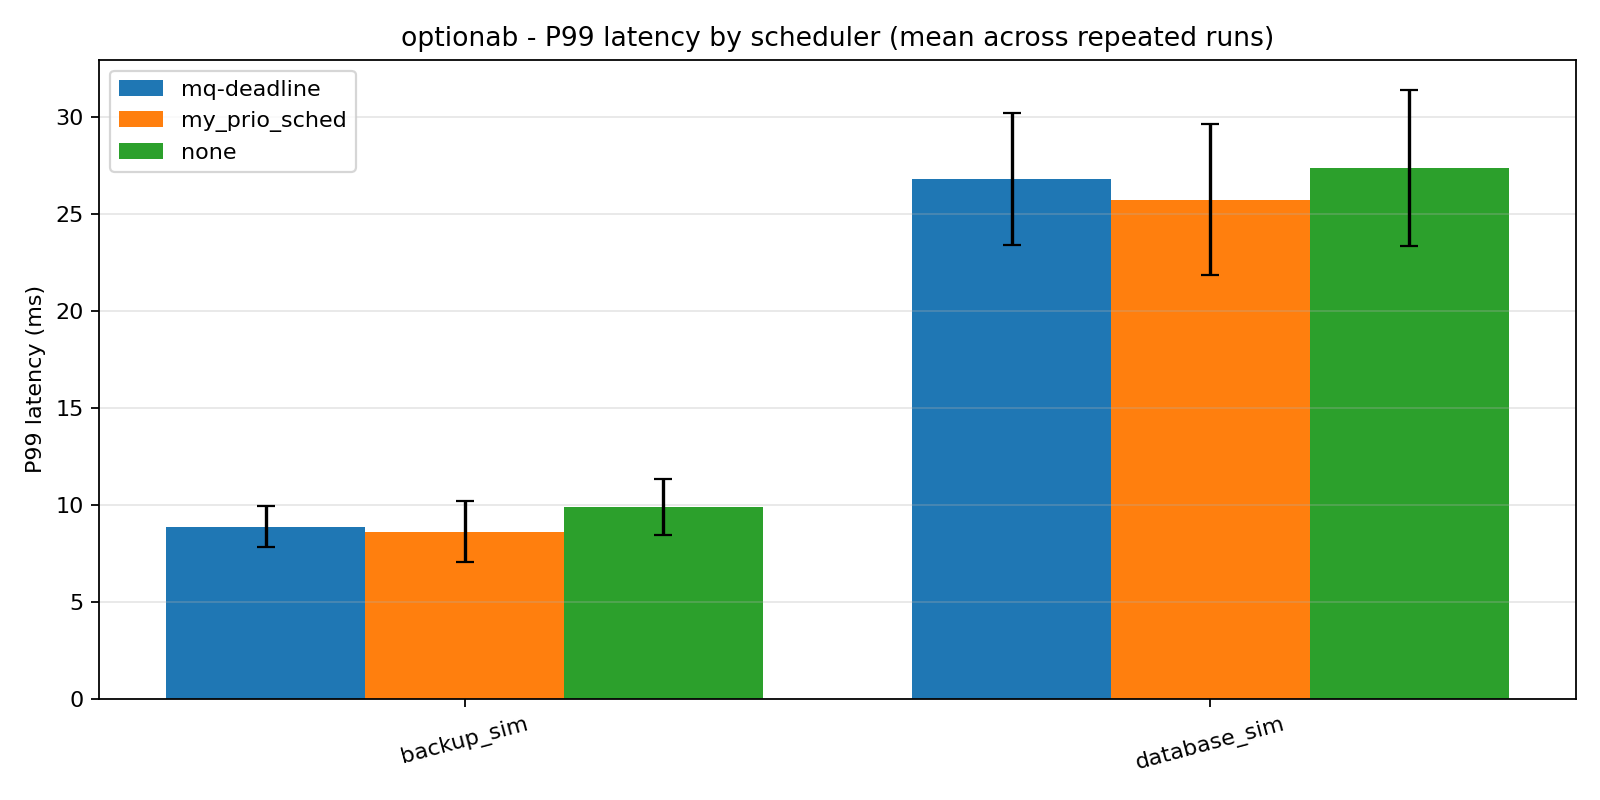 optionab - P99 latency by scheduler (mean across repeated runs)
mq-deadline
my_prio_sched
none
P99 latency (ms)
30
25
20
15
10
5
0
backup_sim
database_sim